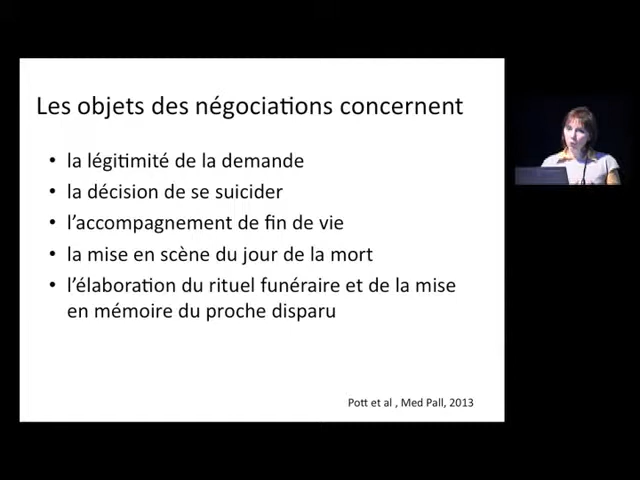 Les objets des négociations concernent
• la légitimité de la demande
• la décision de se suicider
• l’accompagnement de fin de vie
• la mise en scène du jour de la mort
• l’élaboration du rituel funéraire et de la mise
en mémoire du proche disparu
Pott et al , Med Pall, 2013